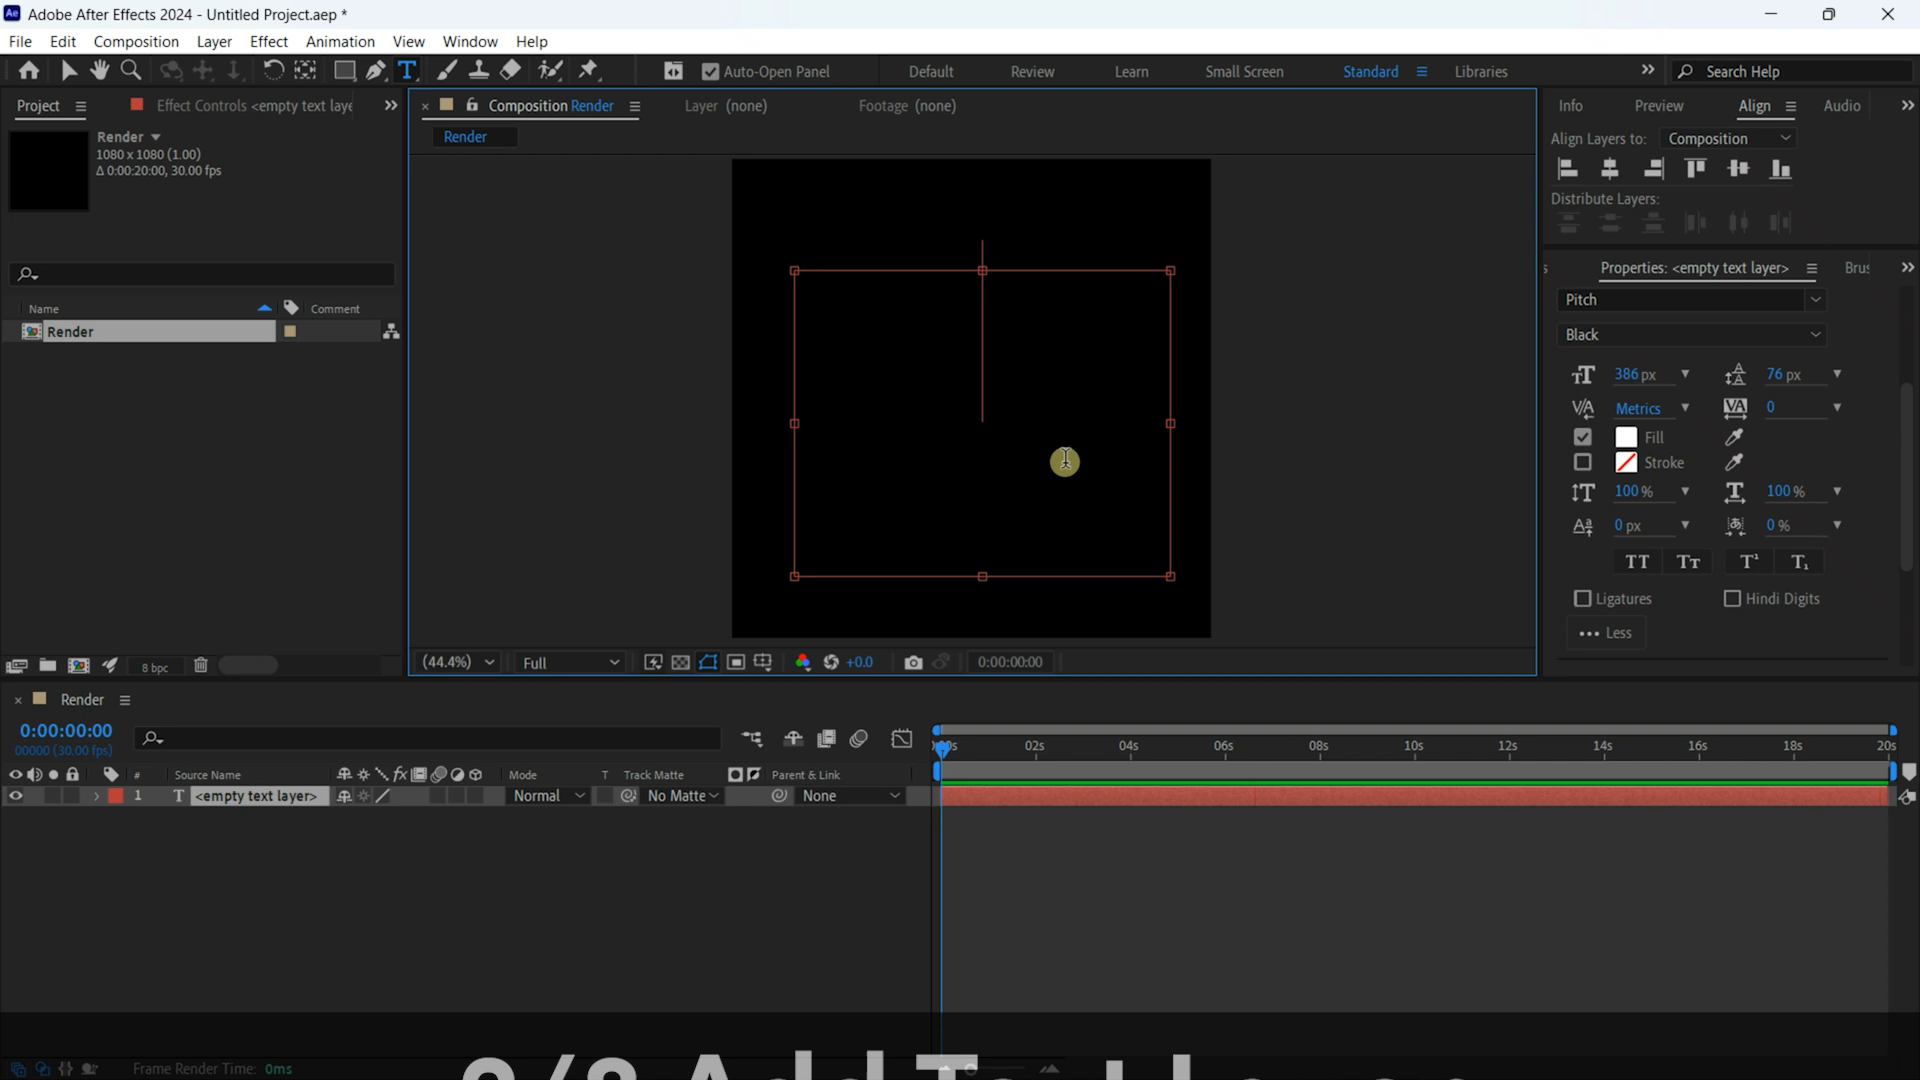 Adobe After Effects 2024 - Untitled Project.aep *
File Edit Composition Layer Effect Animation View Window Help
Auto-Open Panel Default Review Learn Small Screen Standard Libraries Search Help
Project Effect Controls <empty text laye Composition Render Layer (none) Footage (none) Info Preview Align Audio
Render
1080 x 1080 (1.00)
Δ 0:00:20:00, 30.00 fps
Render
Align Layers to: Composition
Distribute Layers:
Properties: <empty text layer>
Name Comment
Render
Pitch
Black
386 px 76 px
Metrics 0
Fill
Stroke
100 % 100 %
0 px 0 %
Ligatures Hindi Digits
Less
8 bpc (44.4%) Full +0.0 0:00:00:00
Render
0:00:00:00
00000 (30.00 fps)
02s 04s 06s 08s 10s 12s 14s 16s 18s 20s
# Source Name Mode T Track Matte Parent & Link
1 T <empty text layer> Normal No Matte None
Frame Render Time: 0ms